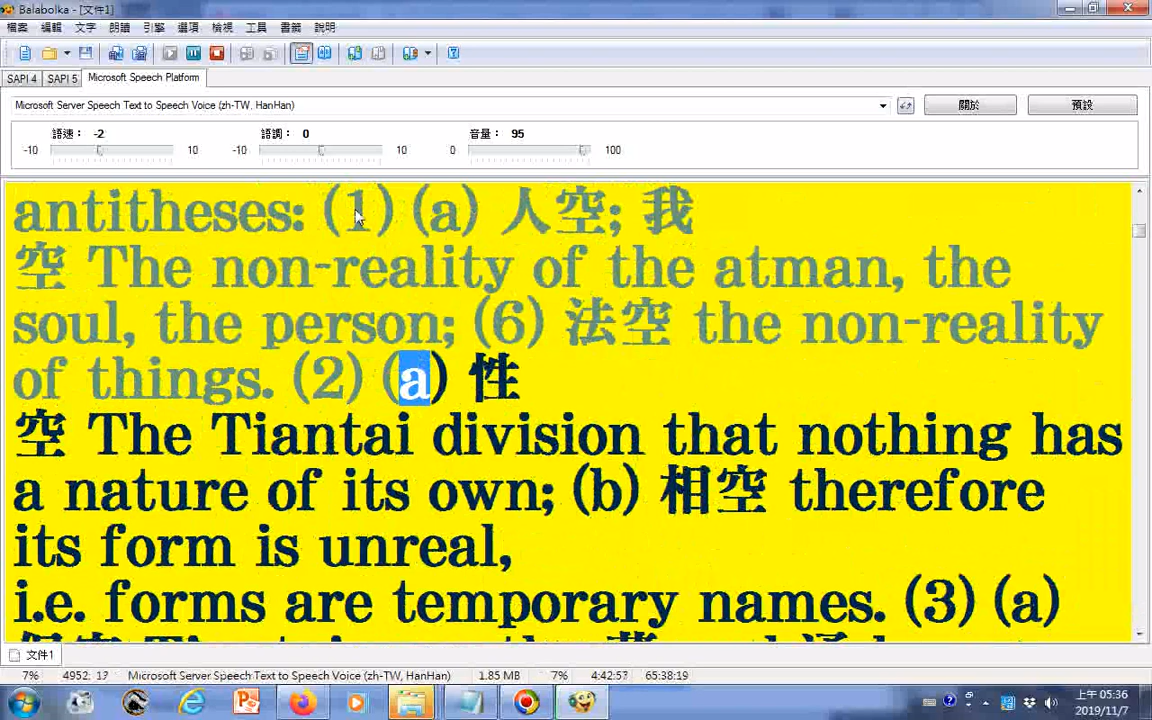 Balabolka - [文件1]
檔案 編輯 文字 朗讀 引擎 選項 檢視 工具 書籤 說明
SAPI 4 SAPI 5 Microsoft Speech Platform
Microsoft Server Speech Text to Speech Voice (zh-TW, HanHan) 關於 預設
語速： -2 語調： 0 音量： 95
-10 10 -10 10 0 100
antitheses: (1) (a) 人空; 我
空 The non-reality of the atman, the
soul, the person; (6) 法空 the non-reality
of things. (2) (a) 性
空 The Tiantai division that nothing has
a nature of its own; (b) 相空 therefore
its form is unreal,
i.e. forms are temporary names. (3) (a)
文件1
7% 4952: 17 Microsoft Server Speech Text to Speech Voice (zh-TW, HanHan) 1.85 MB 7% 4:42:57 65:38:19
上午 05:36
2019/11/7